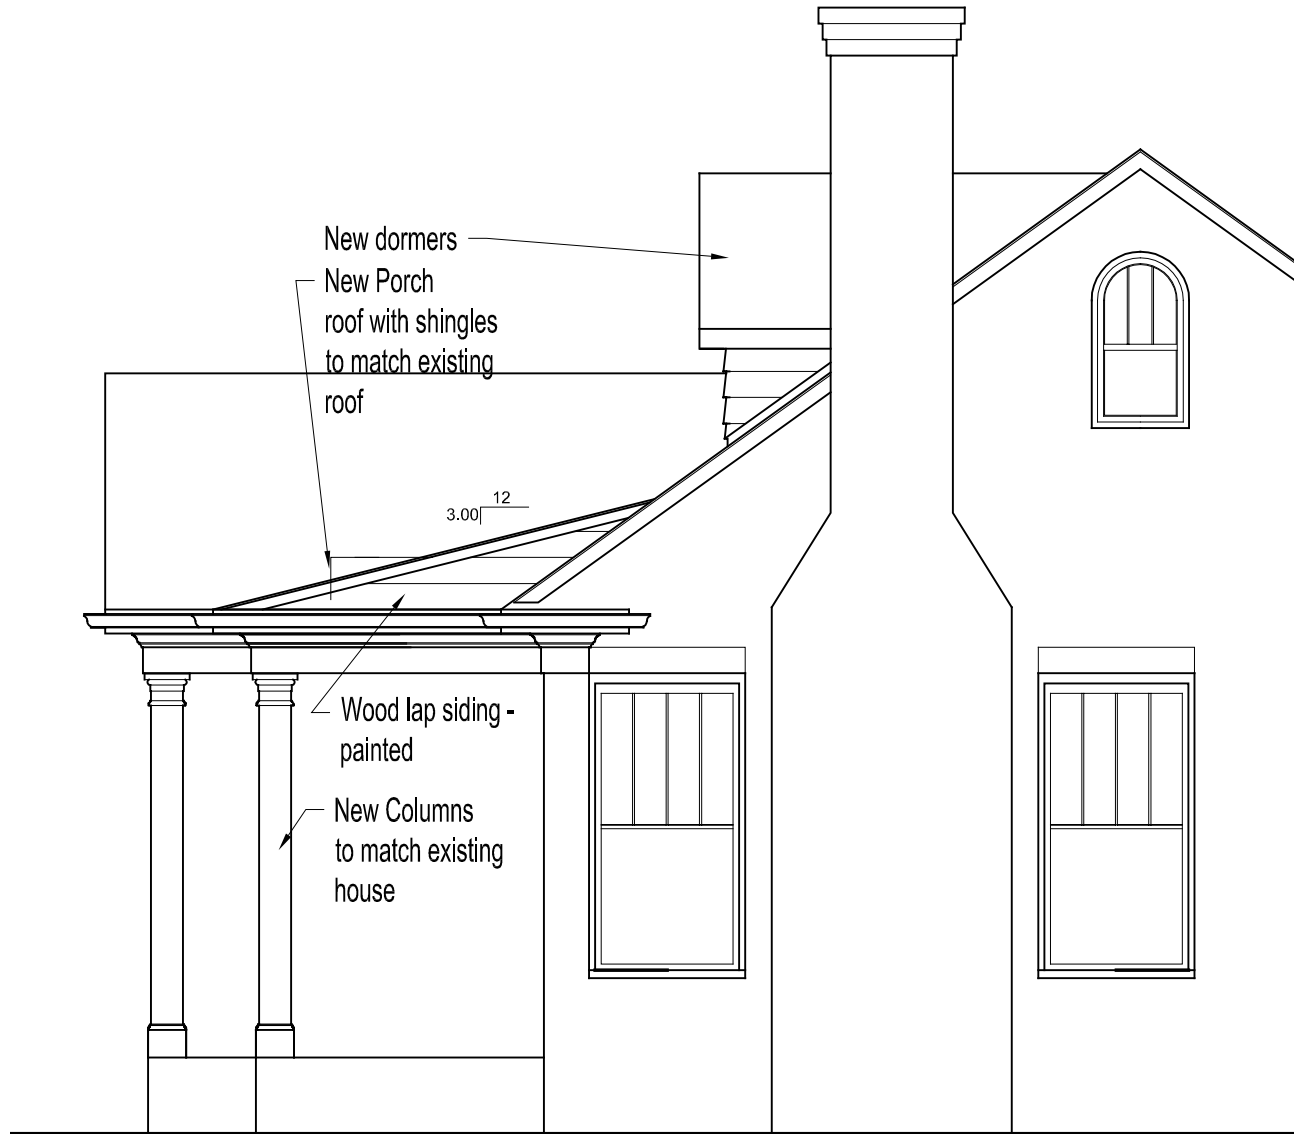 New dormers
New Porch
roof with shingles
to match existing
roof
12
3.00
Wood lap siding -
painted
New Columns
to match existing
house